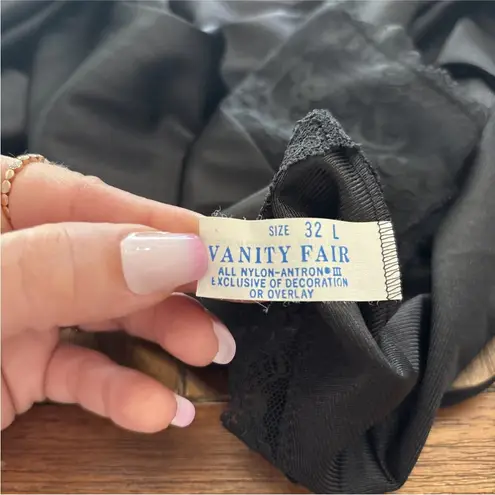 SIZE 32 L
VANITY FAIR
ALL NYLON-ANTRON® III
EXCLUSIVE OF DECORATION
OR OVERLAY